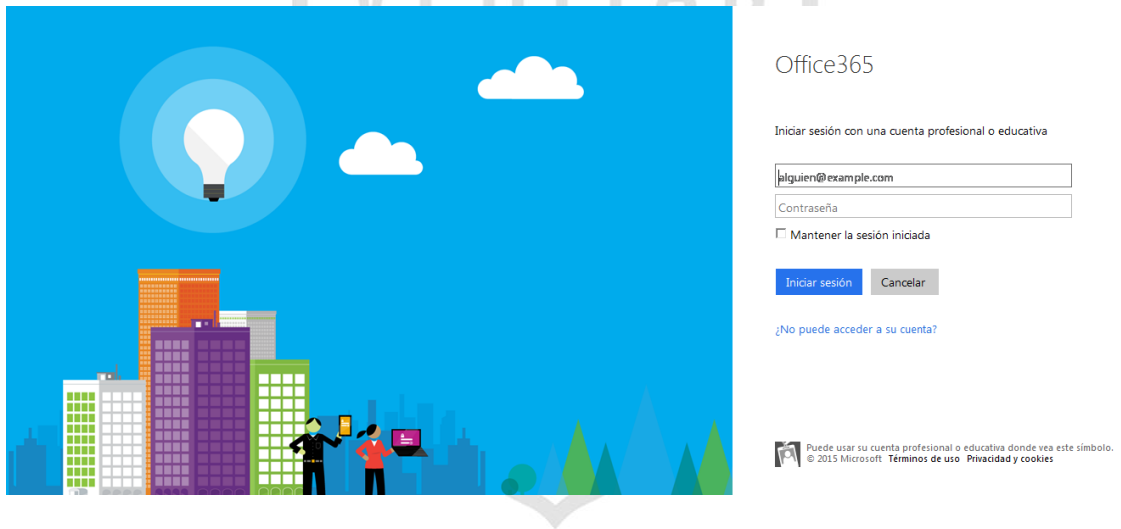 Office365
Iniciar sesión con una cuenta profesional o educativa
alguien@example.com
Contraseña
Mantener la sesión iniciada
Iniciar sesión Cancelar
¿No puede acceder a su cuenta?
Puede usar su cuenta profesional o educativa donde vea este símbolo.
© 2015 Microsoft Términos de uso Privacidad y cookies